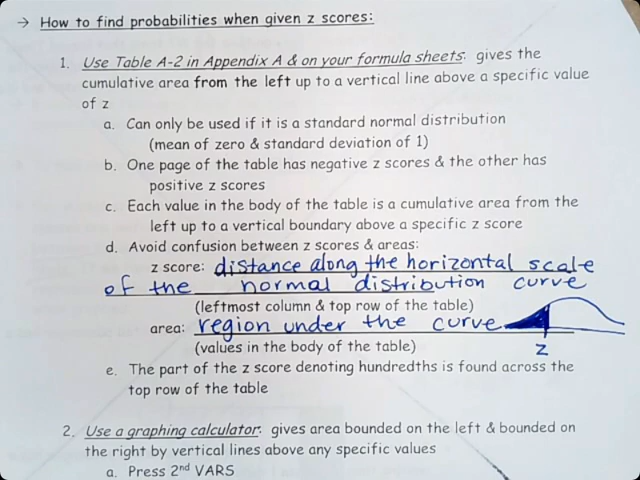 → How to find probabilities when given z scores:
1. Use Table A-2 in Appendix A & on your formula sheets: gives the
cumulative area from the left up to a vertical line above a specific value
of z
a. Can only be used if it is a standard normal distribution
(mean of zero & standard deviation of 1)
b. One page of the table has negative z scores & the other has
positive z scores
c. Each value in the body of the table is a cumulative area from the
left up to a vertical boundary above a specific z score
d. Avoid confusion between z scores & areas:
z score: distance along the horizontal scale
of the normal distribution curve
(leftmost column & top row of the table)
area: region under the curve
z
(values in the body of the table)
e. The part of the z score denoting hundredths is found across the
top row of the table
2. Use a graphing calculator: gives area bounded on the left & bounded on
the right by vertical lines above any specific values
a. Press 2nd VARS